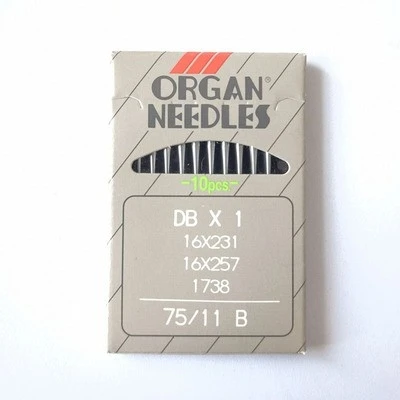 ORGAN®
NEEDLES
-10pcs-
DB X 1
16X231
16X257
1738
75/11 B